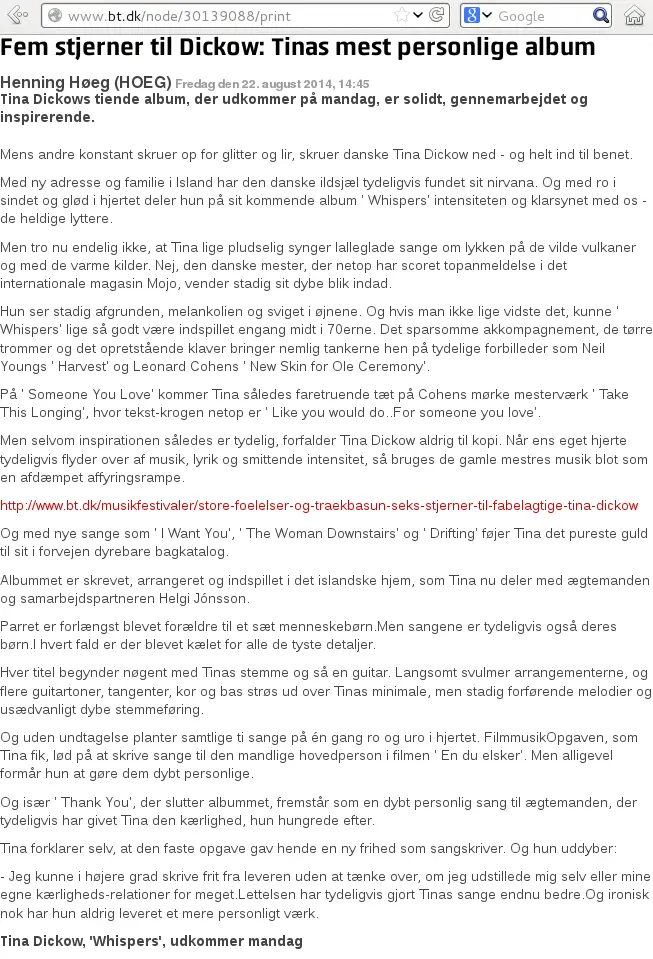 www.bt.dk/node/30139088/print
Google
Fem stjerner til Dickow: Tinas mest personlige album
Henning Høeg (HOEG) Fredag den 22. august 2014, 14:45
Tina Dickows tiende album, der udkommer på mandag, er solidt, gennemarbejdet og
inspirerende.
Mens andre konstant skruer op for glitter og lir, skruer danske Tina Dickow ned - og helt ind til benet.
Med ny adresse og familie i Island har den danske ildsjæl tydeligvis fundet sit nirvana. Og med ro i
sindet og glød i hjertet deler hun på sit kommende album ' Whispers' intensiteten og klarsynet med os -
de heldige lyttere.
Men tro nu endelig ikke, at Tina lige pludselig synger lalleglade sange om lykken på de vilde vulkaner
og med de varme kilder. Nej, den danske mester, der netop har scoret topanmeldelse i det
internationale magasin Mojo, vender stadig sit dybe blik indad.
Hun ser stadig afgrunden, melankolien og sviget i øjnene. Og hvis man ikke lige vidste det, kunne '
Whispers' lige så godt være indspillet engang midt i 70erne. Det sparsomme akkompagnement, de tørre
trommer og det opretstående klaver bringer nemlig tankerne hen på tydelige forbilleder som Neil
Youngs ' Harvest' og Leonard Cohens ' New Skin for Ole Ceremony'.
På ' Someone You Love' kommer Tina således faretruende tæt på Cohens mørke mesterværk ' Take
This Longing', hvor tekst-krogen netop er ' Like you would do..For someone you love'.
Men selvom inspirationen således er tydelig, forfalder Tina Dickow aldrig til kopi. Når ens eget hjerte
tydeligvis flyder over af musik, lyrik og smittende intensitet, så bruges de gamle mestres musik blot som
en afdæmpet affyringsrampe.
http://www.bt.dk/musikfestivaler/store-foelelser-og-traekbasun-seks-stjerner-til-fabelagtige-tina-dickow
Og med nye sange som ' I Want You', ' The Woman Downstairs' og ' Drifting' føjer Tina det pureste guld
til sit i forvejen dyrebare bagkatalog.
Albummet er skrevet, arrangeret og indspillet i det islandske hjem, som Tina nu deler med ægtemanden
og samarbejdspartneren Helgi Jónsson.
Parret er forlængst blevet forældre til et sæt menneskebørn.Men sangene er tydeligvis også deres
børn.I hvert fald er der blevet kælet for alle de tyste detaljer.
Hver titel begynder nøgent med Tinas stemme og så en guitar. Langsomt svulmer arrangementerne, og
flere guitartoner, tangenter, kor og bas strøs ud over Tinas minimale, men stadig forførende melodier og
usædvanligt dybe stemmeføring.
Og uden undtagelse planter samtlige ti sange på én gang ro og uro i hjertet. FilmmusikOpgaven, som
Tina fik, lød på at skrive sange til den mandlige hovedperson i filmen ' En du elsker'. Men alligevel
formår hun at gøre dem dybt personlige.
Og især ' Thank You', der slutter albummet, fremstår som en dybt personlig sang til ægtemanden, der
tydeligvis har givet Tina den kærlighed, hun hungrede efter.
Tina forklarer selv, at den faste opgave gav hende en ny frihed som sangskriver. Og hun uddyber:
- Jeg kunne i højere grad skrive frit fra leveren uden at tænke over, om jeg udstillede mig selv eller mine
egne kærligheds-relationer for meget.Lettelsen har tydeligvis gjort Tinas sange endnu bedre.Og ironisk
nok har hun aldrig leveret et mere personligt værk.
Tina Dickow, 'Whispers', udkommer mandag